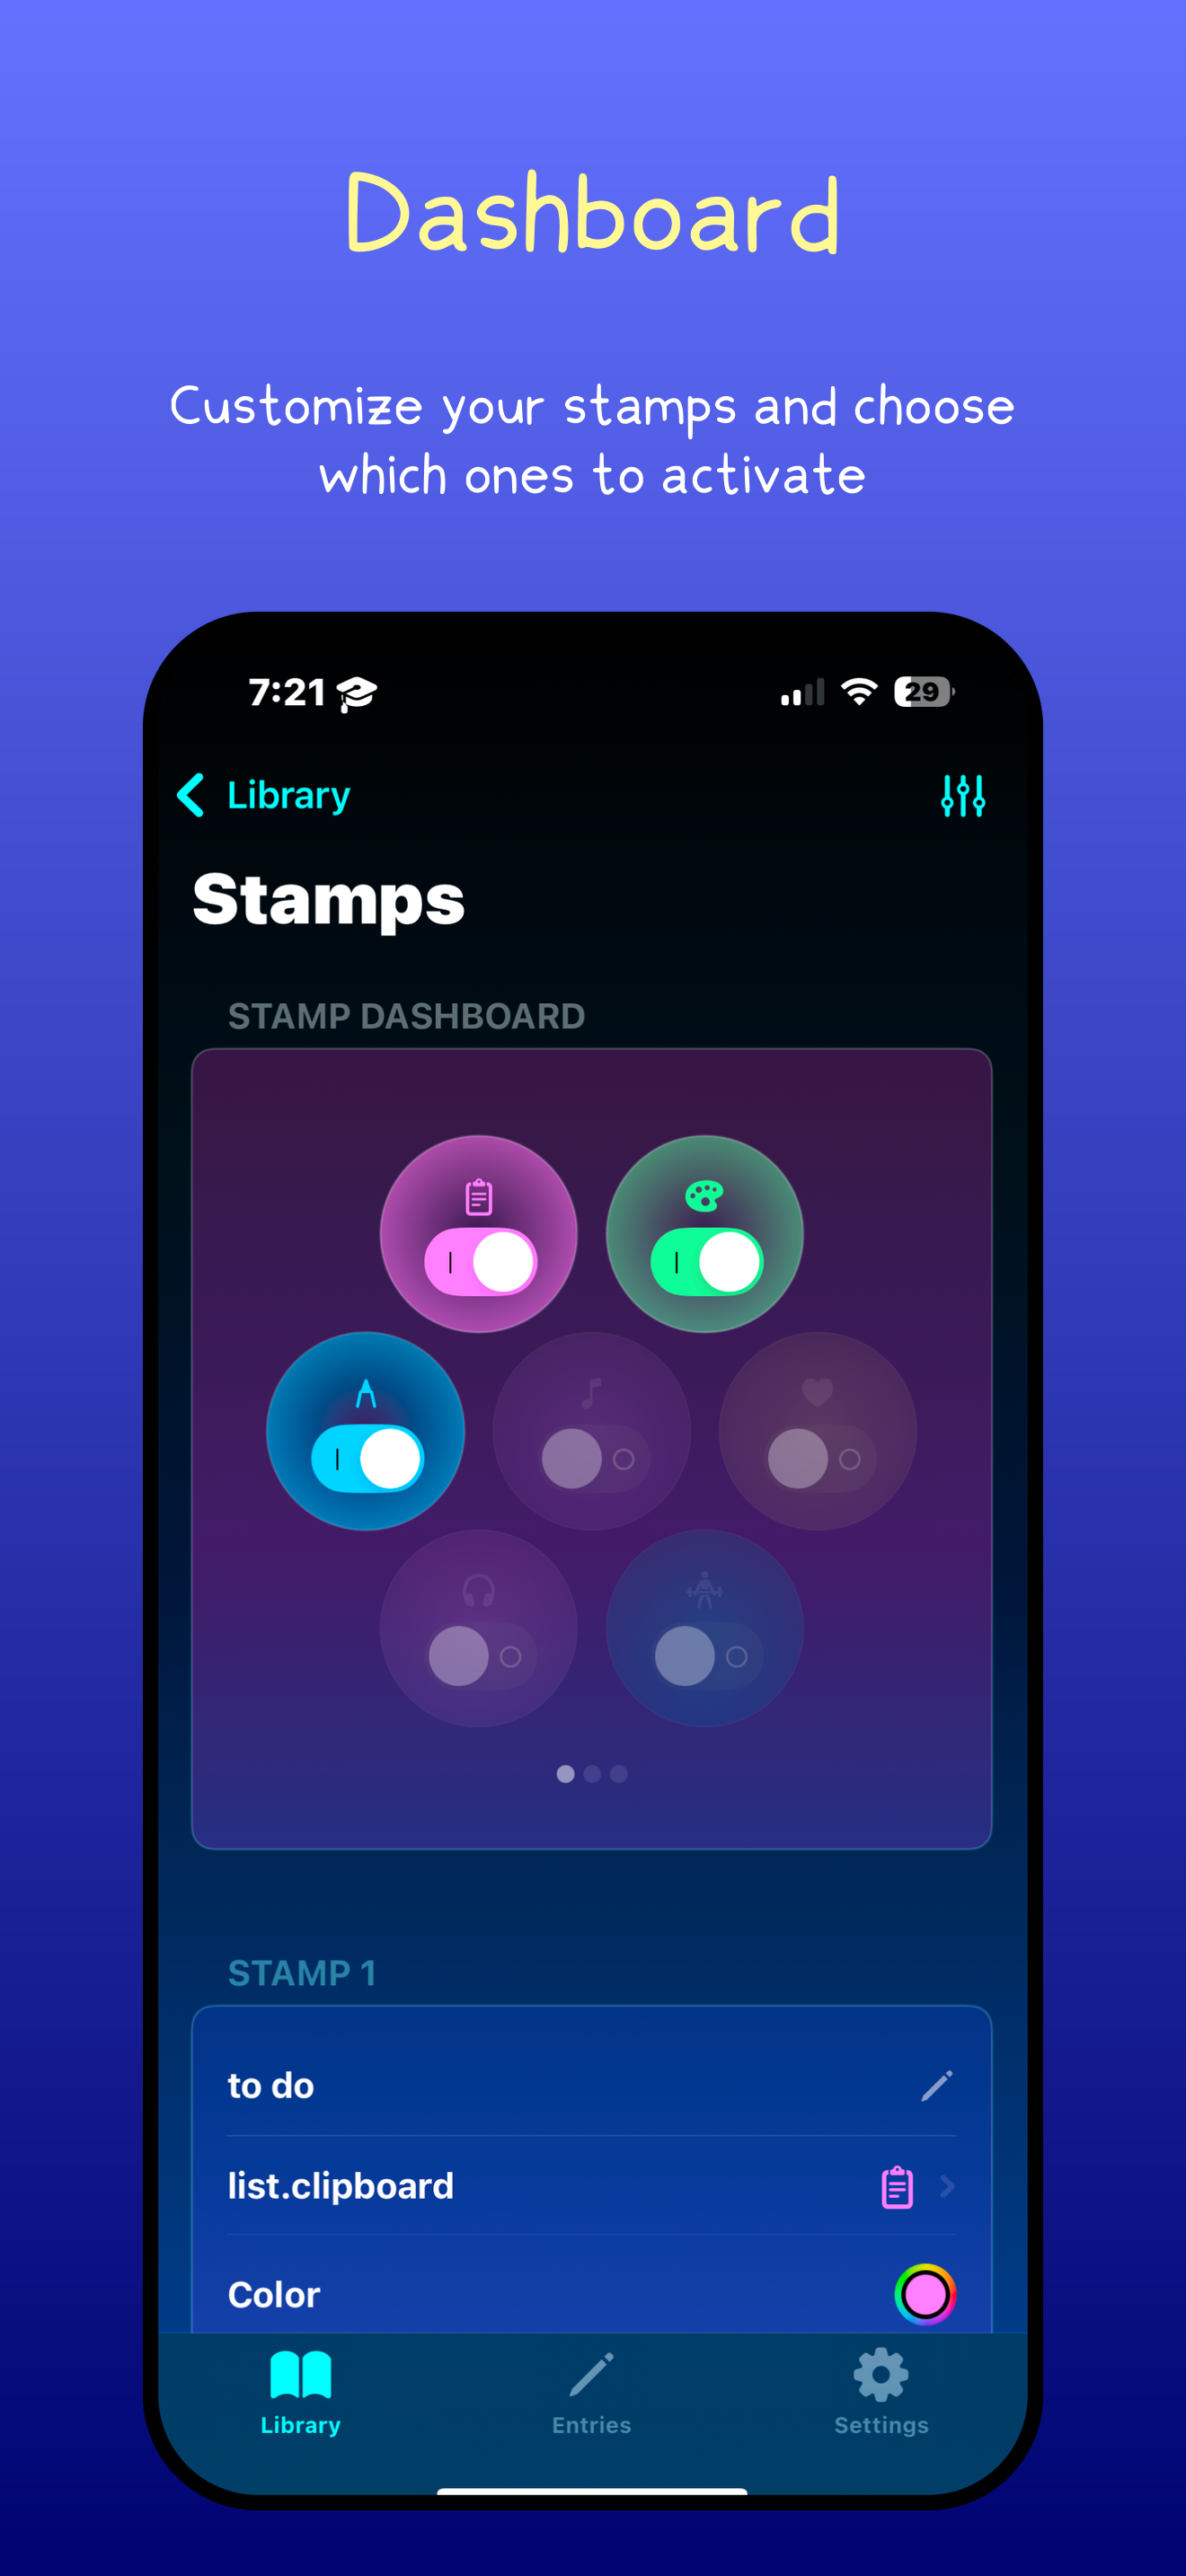 Dashboard
Customize your stamps and choose
which ones to activate
7:21
29
Library
Stamps
STAMP DASHBOARD
STAMP 1
to do
list.clipboard
Color
Library
Entries
Settings